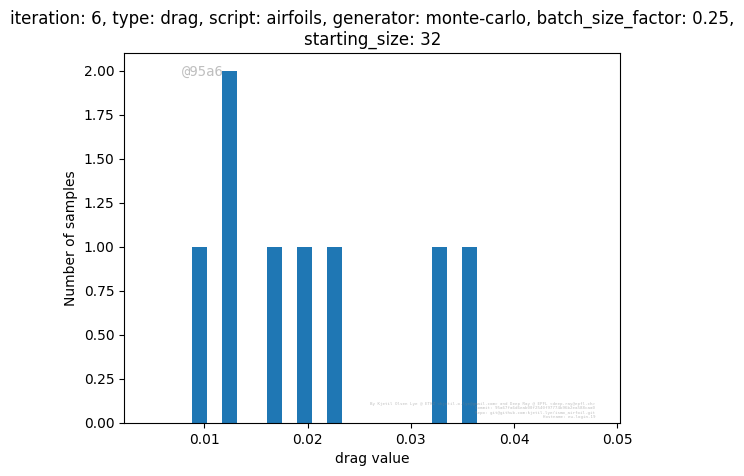 iteration: 6, type: drag, script: airfoils, generator: monte-carlo, batch_size_factor: 0.25,
starting_size: 32
@95a6
2.00
1.75
1.50
1.25
1.00
0.75
0.50
0.25
0.00
Number of samples
0.01
0.02
0.03
0.04
0.05
drag value